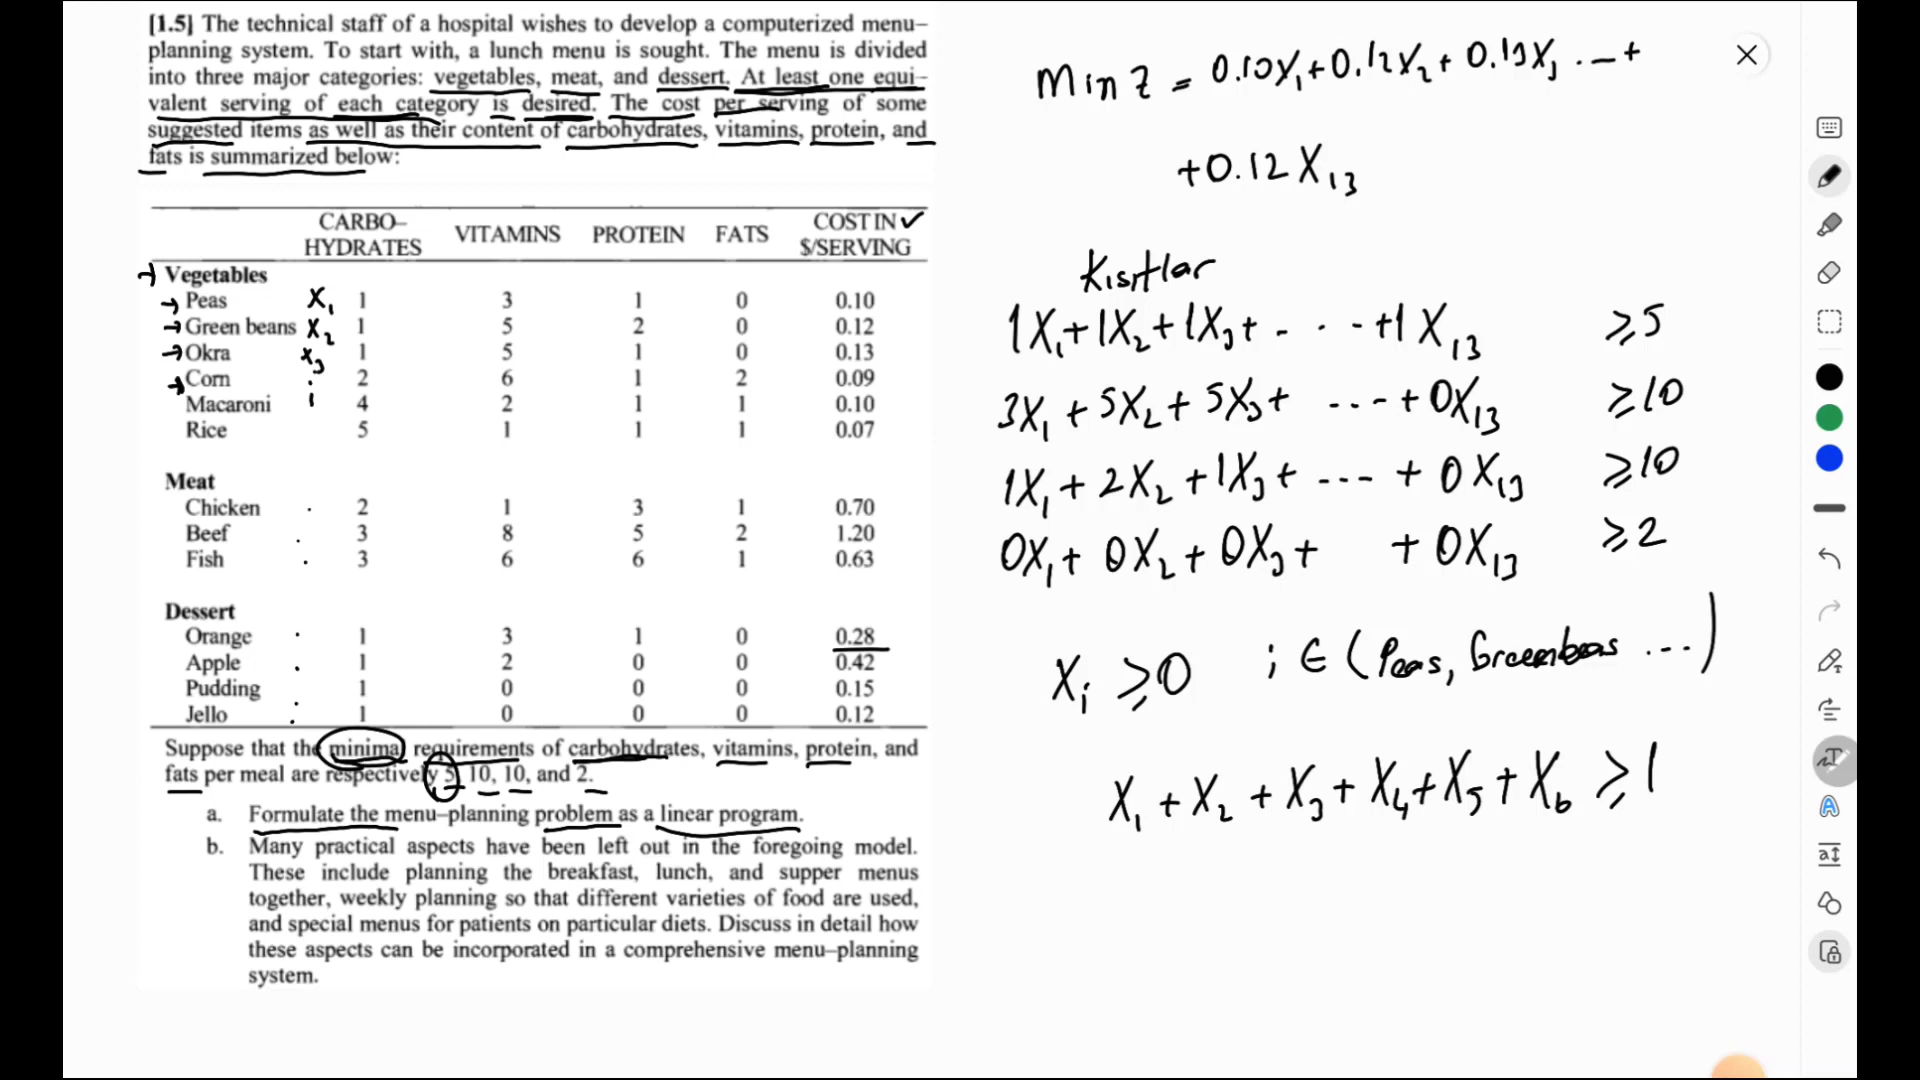 [1.5] The technical staff of a hospital wishes to develop a computerized menu–
planning system. To start with, a lunch menu is sought. The menu is divided
into three major categories: vegetables, meat, and dessert. At least one equi–
valent serving of each category is desired. The cost per serving of some
suggested items as well as their content of carbohydrates, vitamins, protein, and
fats is summarized below:
CARBO–
HYDRATES VITAMINS PROTEIN FATS COST IN ✓
$/SERVING
→ Vegetables
→ Peas X₁ 1 3 1 0 0.10
→ Green beans X₂ 1 5 2 0 0.12
→ Okra X₃ 1 5 1 0 0.13
→ Corn 2 6 1 2 0.09
Macaroni 4 2 1 1 0.10
Rice 5 1 1 1 0.07
Meat
Chicken 2 1 3 1 0.70
Beef 3 8 5 2 1.20
Fish 3 6 6 1 0.63
Dessert
Orange 1 3 1 0 0.28
Apple 1 2 0 0 0.42
Pudding 1 0 0 0 0.15
Jello 1 0 0 0 0.12
Suppose that the minimal requirements of carbohydrates, vitamins, protein, and
fats per meal are respectively 5, 10, 10, and 2.
a. Formulate the menu–planning problem as a linear program.
b. Many practical aspects have been left out in the foregoing model.
These include planning the breakfast, lunch, and supper menus
together, weekly planning so that different varieties of food are used,
and special menus for patients on particular diets. Discuss in detail how
these aspects can be incorporated in a comprehensive menu–planning
system.
Min Z = 0.10X₁ + 0.12X₂ + 0.13X₃ ... +
+0.12 X₁₃
Kısıtlar
1X₁ + 1X₂ + 1X₃ + - · · - +1 X₁₃ ≥ 5
3X₁ + 5X₂ + 5X₃ + ... + 0X₁₃ ≥ 10
1X₁ + 2X₂ + 1X₃ + --- + 0X₁₃ ≥ 10
0X₁ + 0X₂ + 0X₃ + + 0X₁₃ ≥ 2
Xᵢ ≥ 0 i ∈ (Peas, Greenbeas ...)
X₁ + X₂ + X₃ + X₄ + X₅ + X₆ ≥ 1